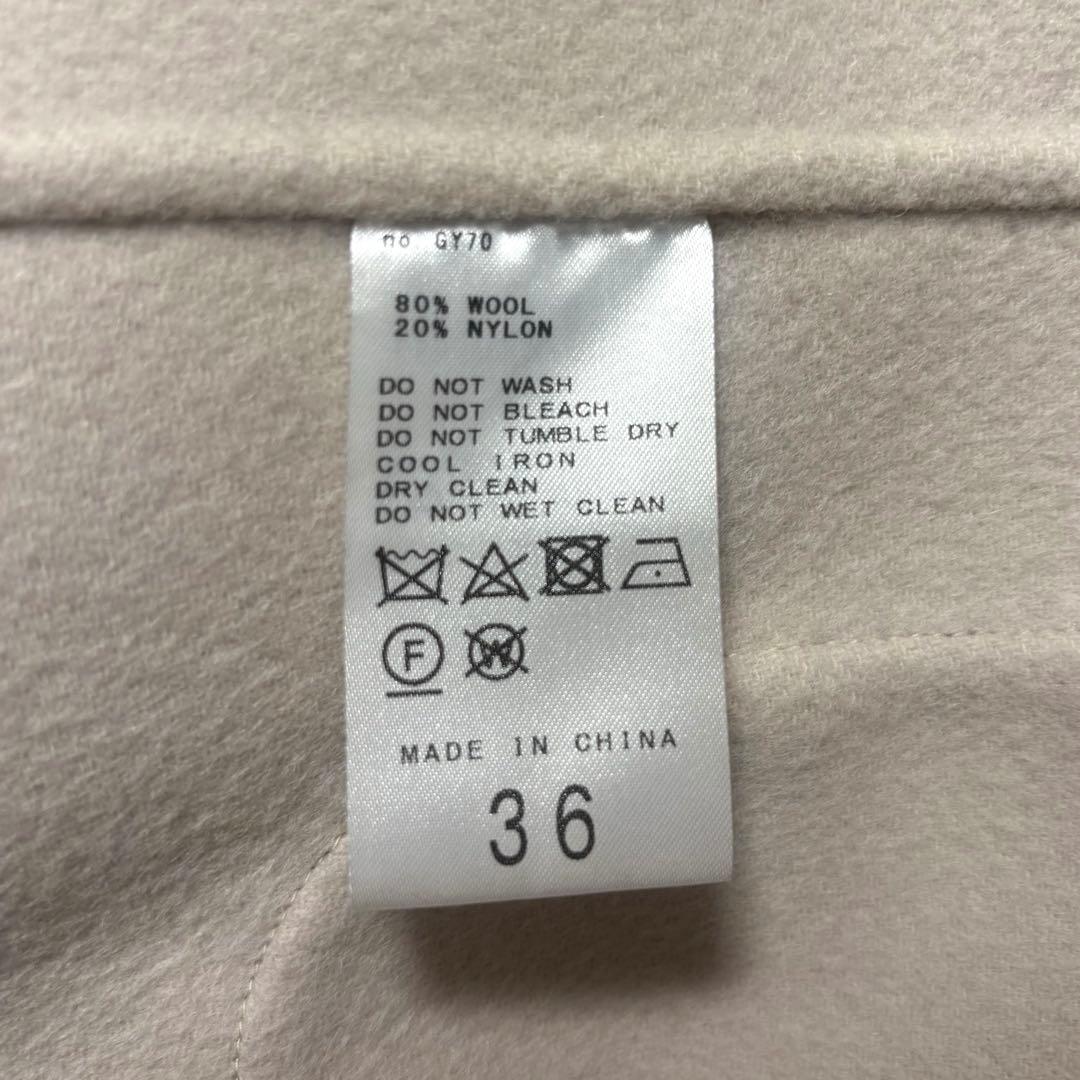 no GY70
80% WOOL
20% NYLON
DO NOT WASH
DO NOT BLEACH
DO NOT TUMBLE DRY
COOL IRON
DRY CLEAN
DO NOT WET CLEAN
F W
MADE IN CHINA
36